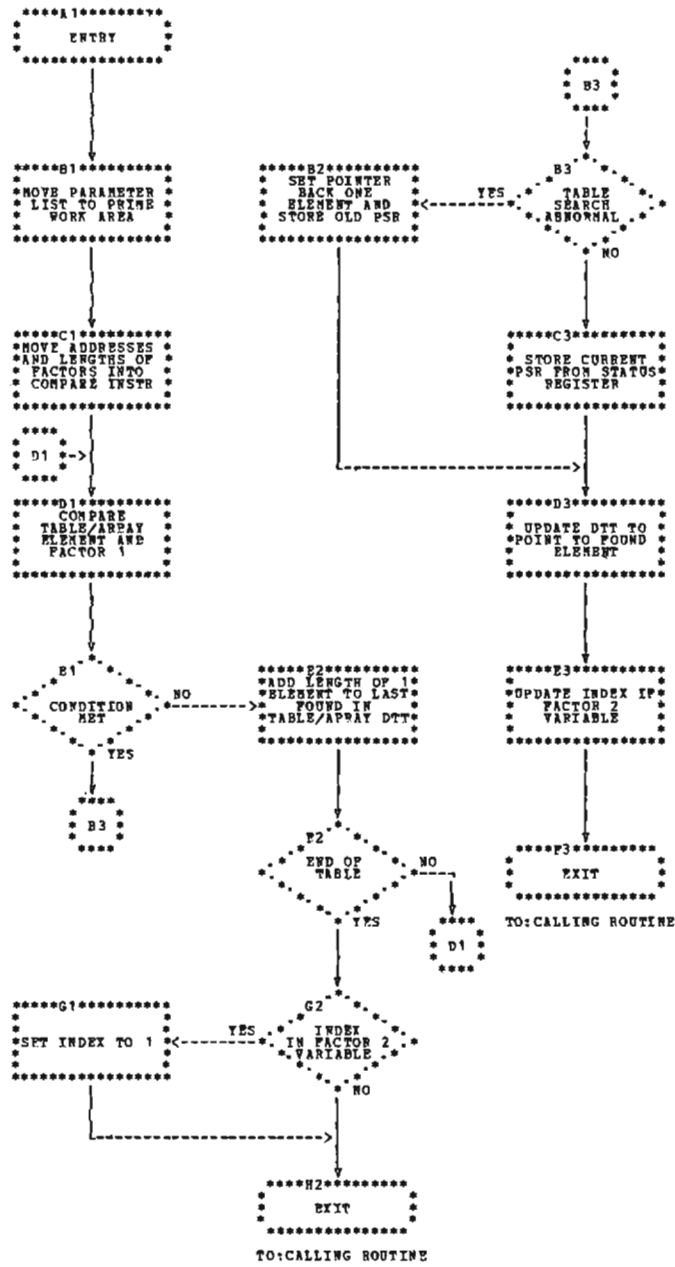 A1
ENTRY
B1
MOVE PARAMETER
LIST TO PRIME
WORK AREA
C1
MOVE ADDRESSES
AND LENGTHS OF
FACTORS INTO
COMPARE INSTR
D1
D1
COMPARE
TABLE/ARRAY
ELEMENT AND
FACTOR 1
E1
CONDITION
MET
NO
YES
B3
B2
SET POINTER
BACK ONE
ELEMENT AND
STORE OLD PSR
B3
B3
TABLE
SEARCH
ABNORMAL
YES
NO
C3
STORE CURRENT
PSR FROM STATUS
REGISTER
D3
UPDATE DTT TO
POINT TO FOUND
ELEMENT
E3
UPDATE INDEX IF
FACTOR 2
VARIABLE
F3
EXIT
TO:CALLING ROUTINE
E2
ADD LENGTH OF 1
ELEMENT TO LAST
FOUND IN
TABLE/ARRAY DTT
F2
END OF
TABLE
NO
YES
D1
G2
INDEX
IN FACTOR 2
VARIABLE
YES
NO
G1
SET INDEX TO 1
H2
EXIT
TO:CALLING ROUTINE